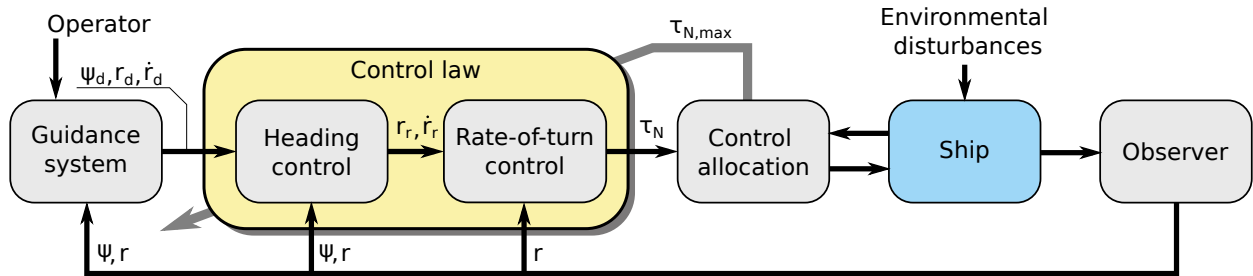 Operator
ψd, rd, ṙd
Guidance
system
Control law
Heading
control
rr, ṙr
Rate-of-turn
control
τN
τN,max
Control
allocation
Environmental
disturbances
Ship
Observer
ψ, r
ψ, r
r